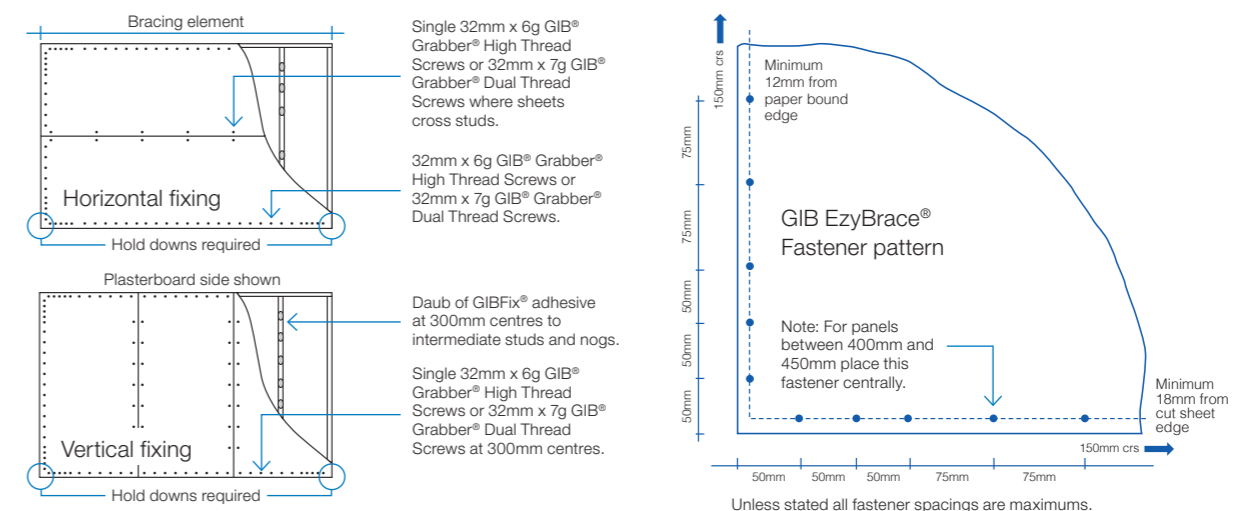 Bracing element
Single 32mm x 6g GIB®
Grabber® High Thread
Screws or 32mm x 7g GIB®
Grabber® Dual Thread
Screws where sheets
cross studs.
32mm x 6g GIB® Grabber®
High Thread Screws or
32mm x 7g GIB® Grabber®
Dual Thread Screws.
Horizontal fixing
Hold downs required
Plasterboard side shown
Daub of GIBFix® adhesive
at 300mm centres to
intermediate studs and nogs.
Single 32mm x 6g GIB®
Grabber® High Thread
Screws or 32mm x 7g GIB®
Grabber® Dual Thread
Screws at 300mm centres.
Vertical fixing
Hold downs required
150mm crs
Minimum
12mm from
paper bound
edge
75mm
75mm
50mm
50mm
50mm
GIB EzyBrace®
Fastener pattern
Note: For panels
between 400mm and
450mm place this
fastener centrally.
Minimum
18mm from
cut sheet
edge
150mm crs
50mm
50mm
50mm
75mm
75mm
Unless stated all fastener spacings are maximums.